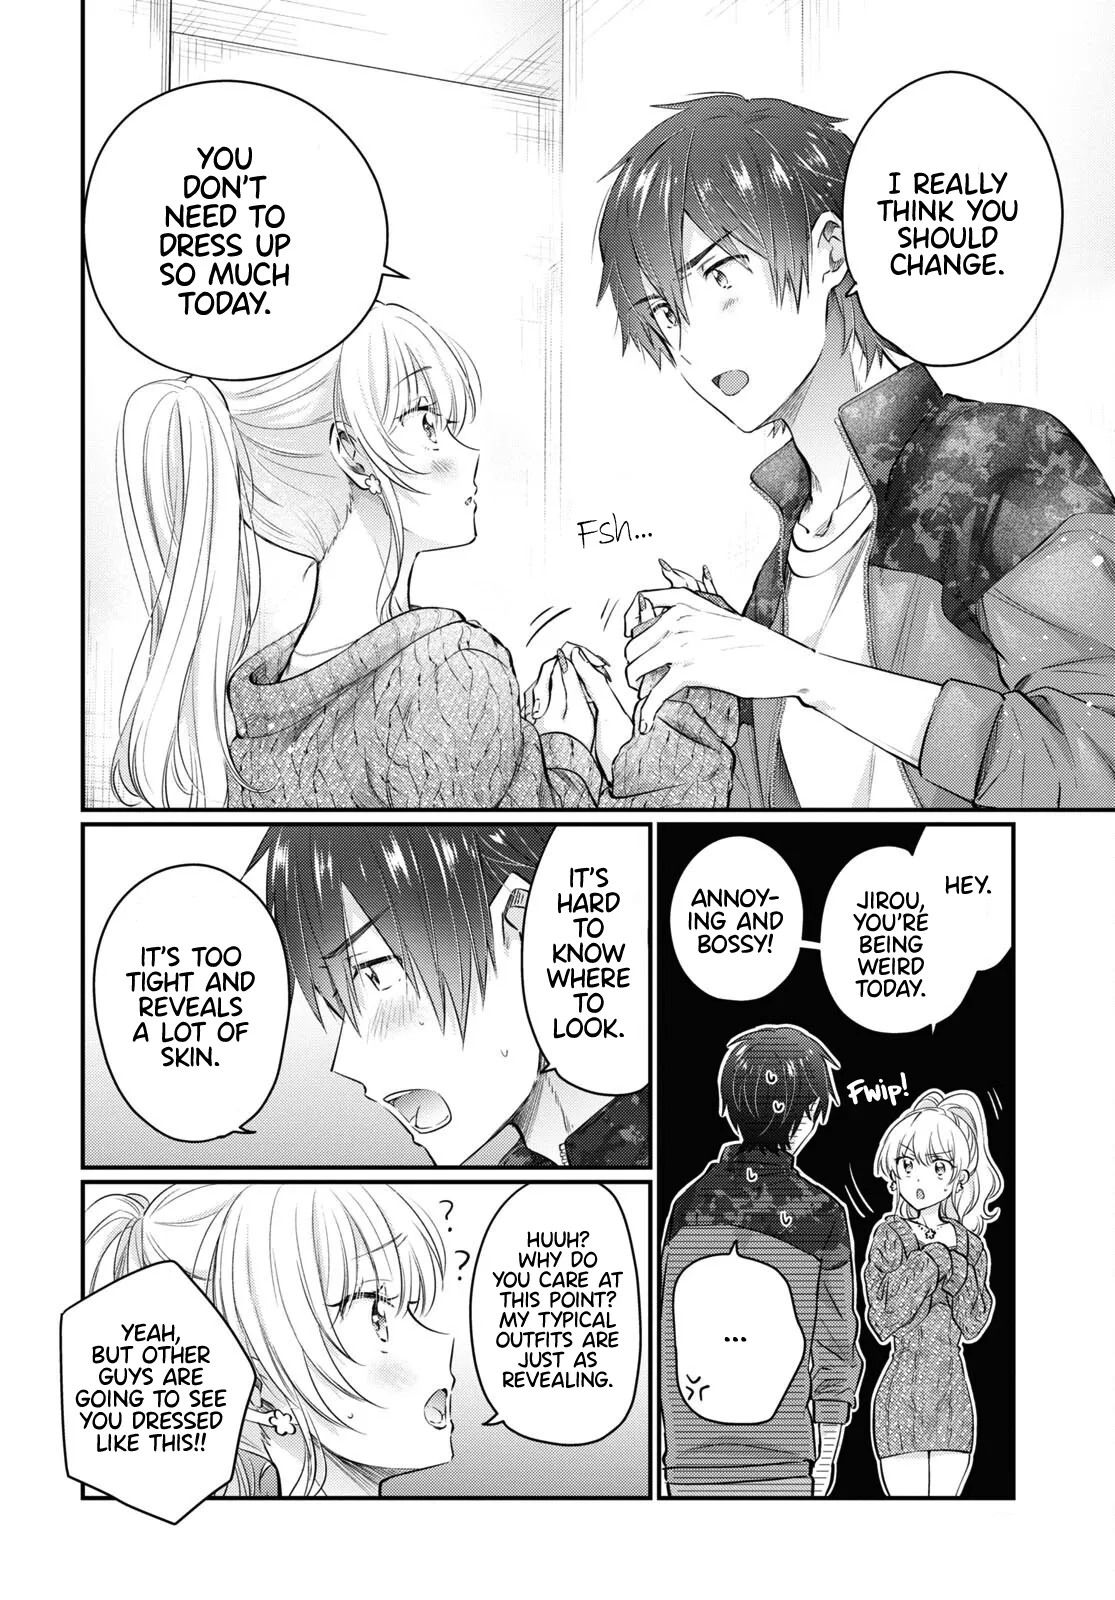 I REALLY
THINK YOU
SHOULD
CHANGE.
YOU
DON'T
NEED TO
DRESS UP
SO MUCH
TODAY.
FSh...
HEY.
JIROU,
YOU'RE
BEING
WEIRD
TODAY.
ANNOY-
ING AND
BOSSY!
Fwip!
...
IT'S
HARD
TO
KNOW
WHERE
TO
LOOK.
IT'S TOO
TIGHT AND
REVEALS
A LOT OF
SKIN.
HUUH?
WHY DO
YOU CARE AT
THIS POINT?
MY TYPICAL
OUTFITS ARE
JUST AS
REVEALING.
?
?
YEAH,
BUT OTHER
GUYS ARE
GOING TO SEE
YOU DRESSED
LIKE THIS!!